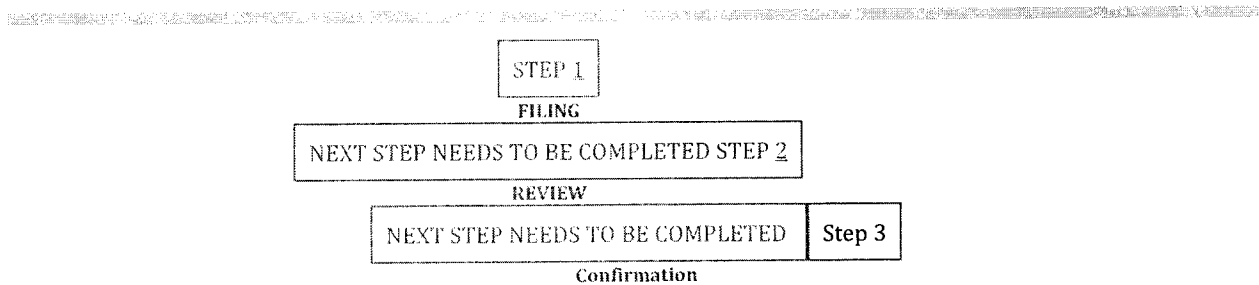 STEP 1
FILING
NEXT STEP NEEDS TO BE COMPLETED STEP 2
REVIEW
NEXT STEP NEEDS TO BE COMPLETED Step 3
Confirmation